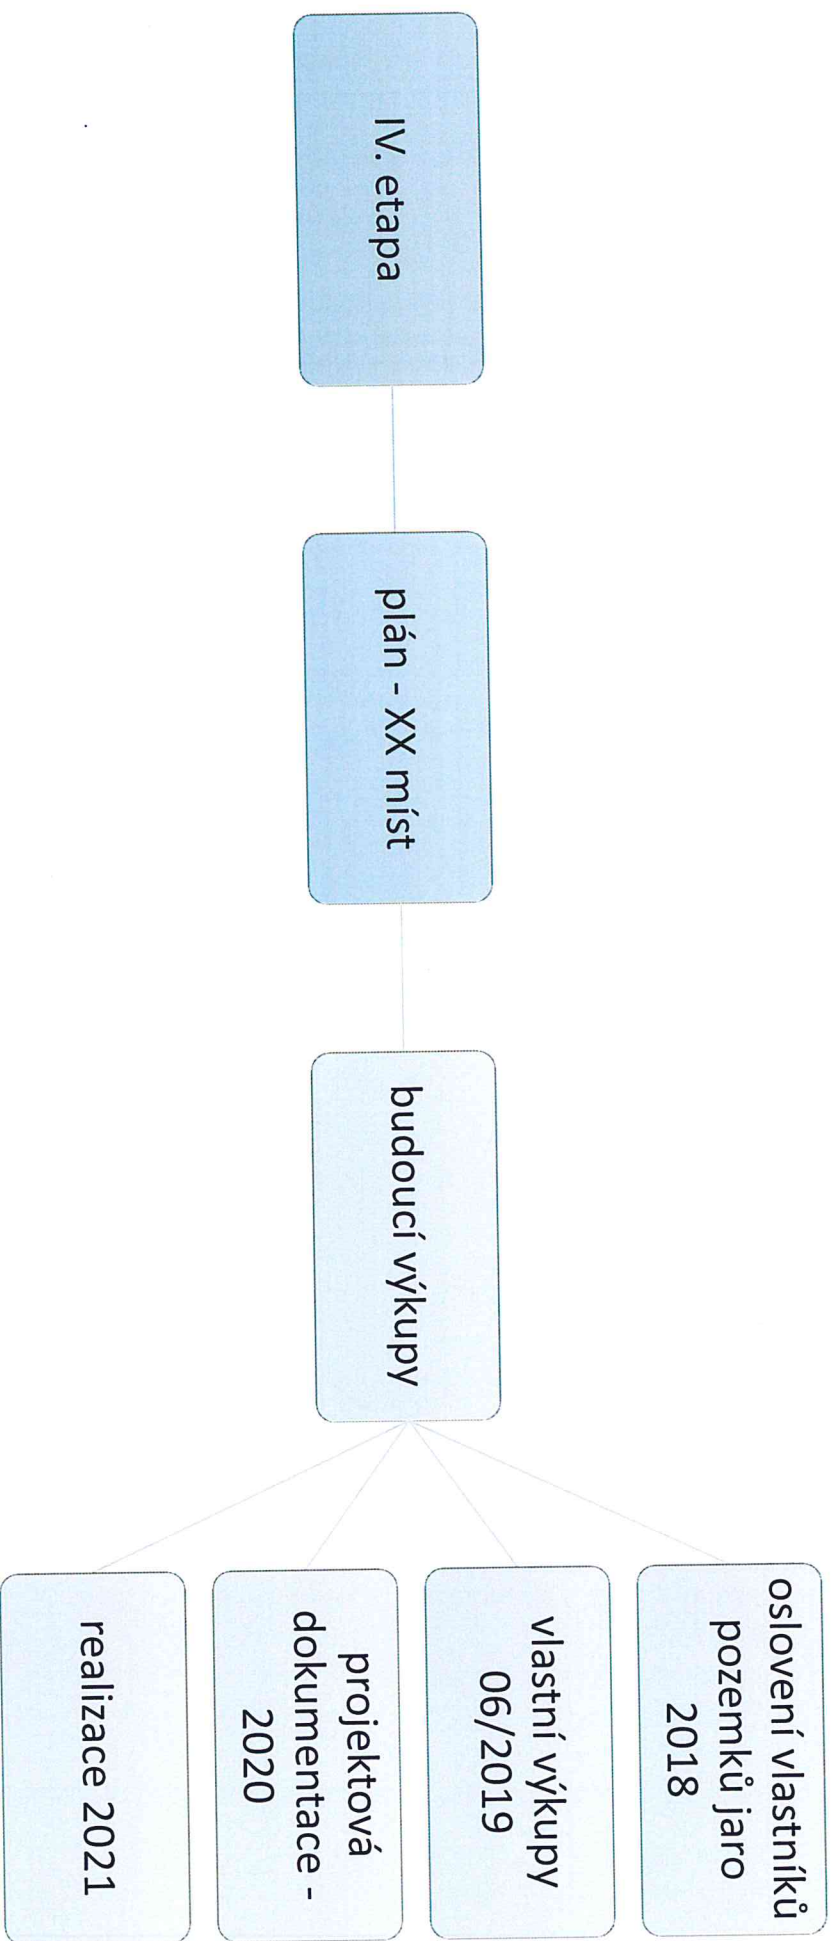 IV. etapa
plán - XX míst
budoucí výkupy
oslovení vlastníků
pozemků jaro
2018
vlastní výkupy
06/2019
projektová
dokumentace -
2020
realizace 2021